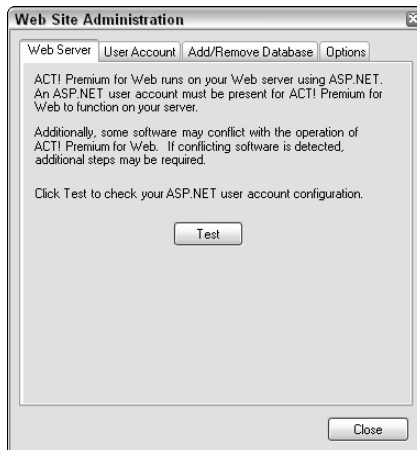 Web Site Administration
Web Server User Account Add/Remove Database Options
ACT! Premium for Web runs on your Web server using ASP.NET.
An ASP.NET user account must be present for ACT! Premium for
Web to function on your server.
Additionally, some software may conflict with the operation of
ACT! Premium for Web. If conflicting software is detected,
additional steps may be required.
Click Test to check your ASP.NET user account configuration.
Test
Close